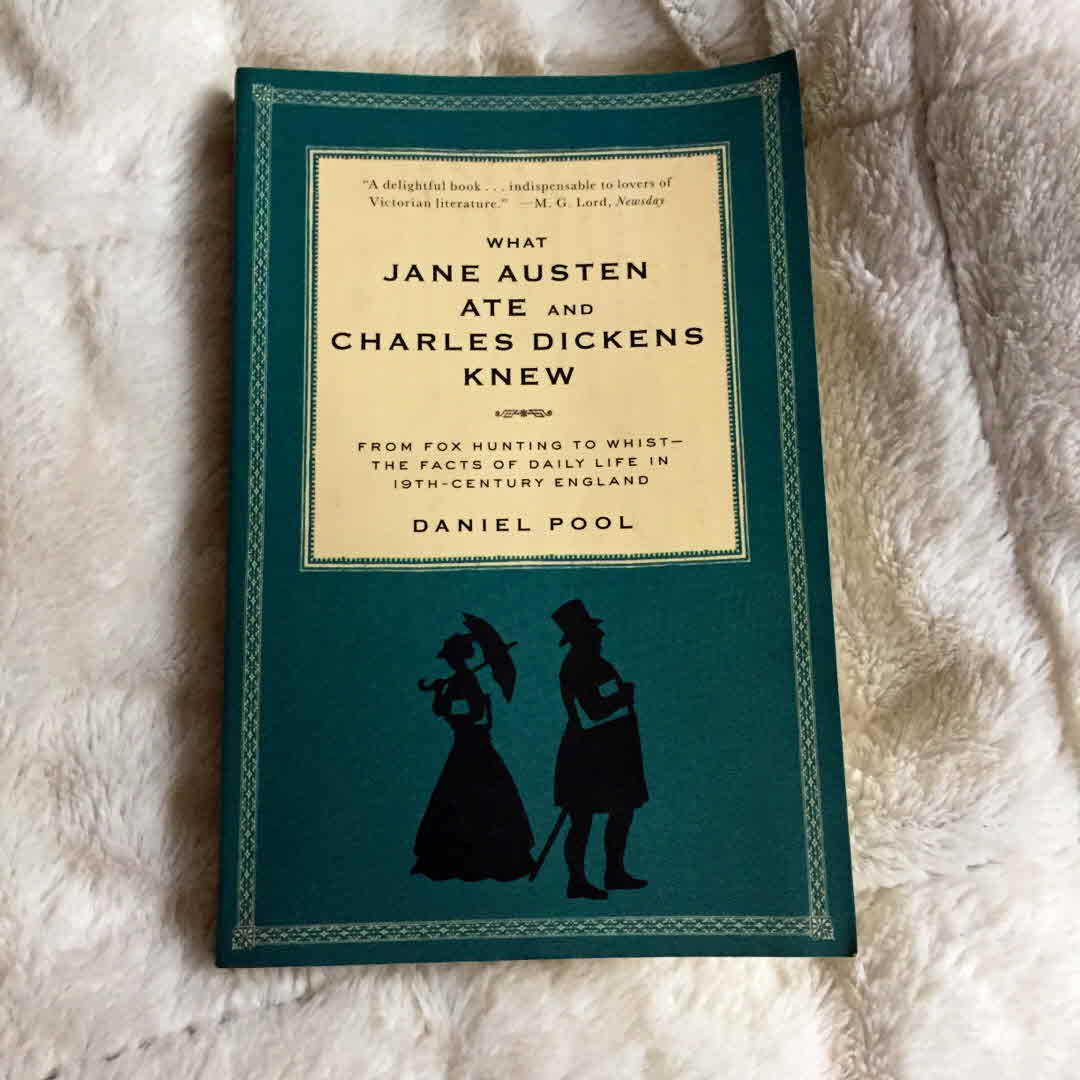 "A delightful book . . . indispensable to lovers of
Victorian literature." —M. G. Lord, Newsday
WHAT
JANE AUSTEN
ATE AND
CHARLES DICKENS
KNEW
FROM FOX HUNTING TO WHIST—
THE FACTS OF DAILY LIFE IN
19TH-CENTURY ENGLAND
DANIEL POOL